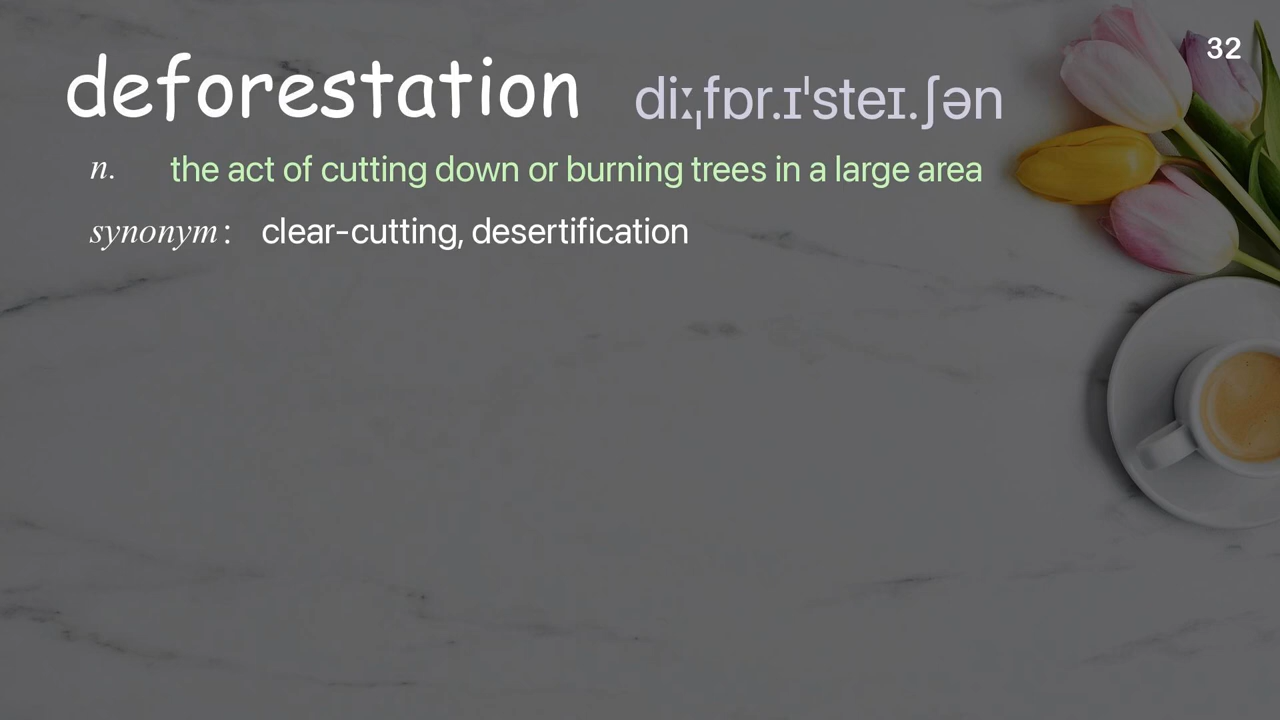 32
deforestation diːˌfɒr.ɪˈsteɪ.ʃən
n. the act of cutting down or burning trees in a large area
synonym: clear-cutting, desertification